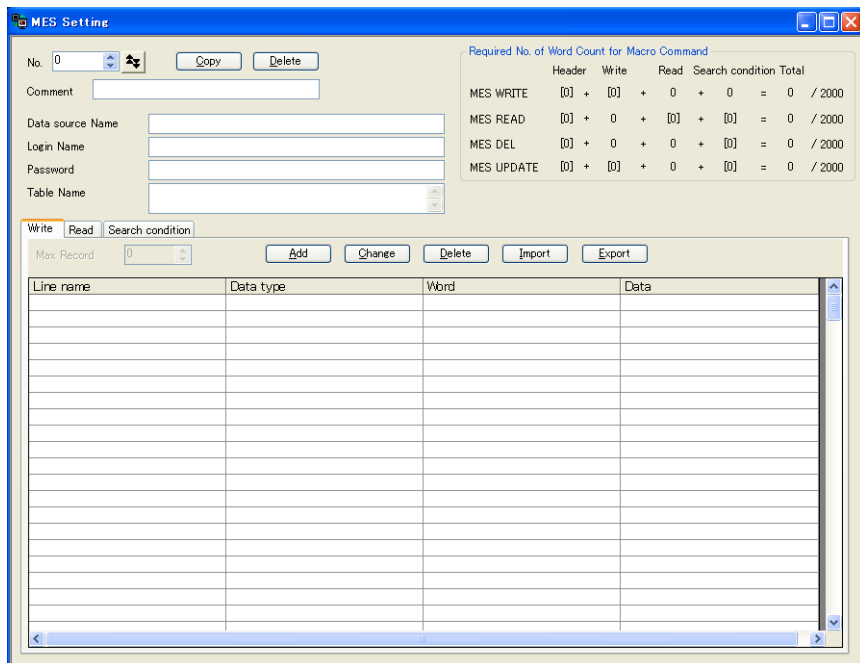 MES Setting
No. 0 Copy Delete
Comment
Data source Name
Login Name
Password
Table Name
Required No. of Word Count for Macro Command
Header Write Read Search condition Total
MES WRITE [0] + [0] + 0 + 0 = 0 / 2000
MES READ [0] + 0 + [0] + [0] = 0 / 2000
MES DEL [0] + 0 + 0 + [0] = 0 / 2000
MES UPDATE [0] + [0] + 0 + [0] = 0 / 2000
Write Read Search condition
Max Record 0 Add Change Delete Import Export
Line name Data type Word Data